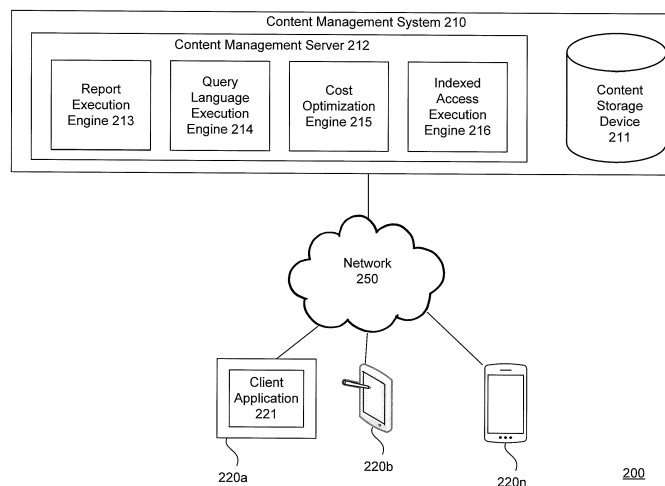 Content Management System 210
Content Management Server 212
Report
Execution
Engine 213
Query
Language
Execution
Engine 214
Cost
Optimization
Engine 215
Indexed
Access
Execution
Engine 216
Content
Storage
Device
211
Network
250
Client
Application
221
220a
220b
220n
200